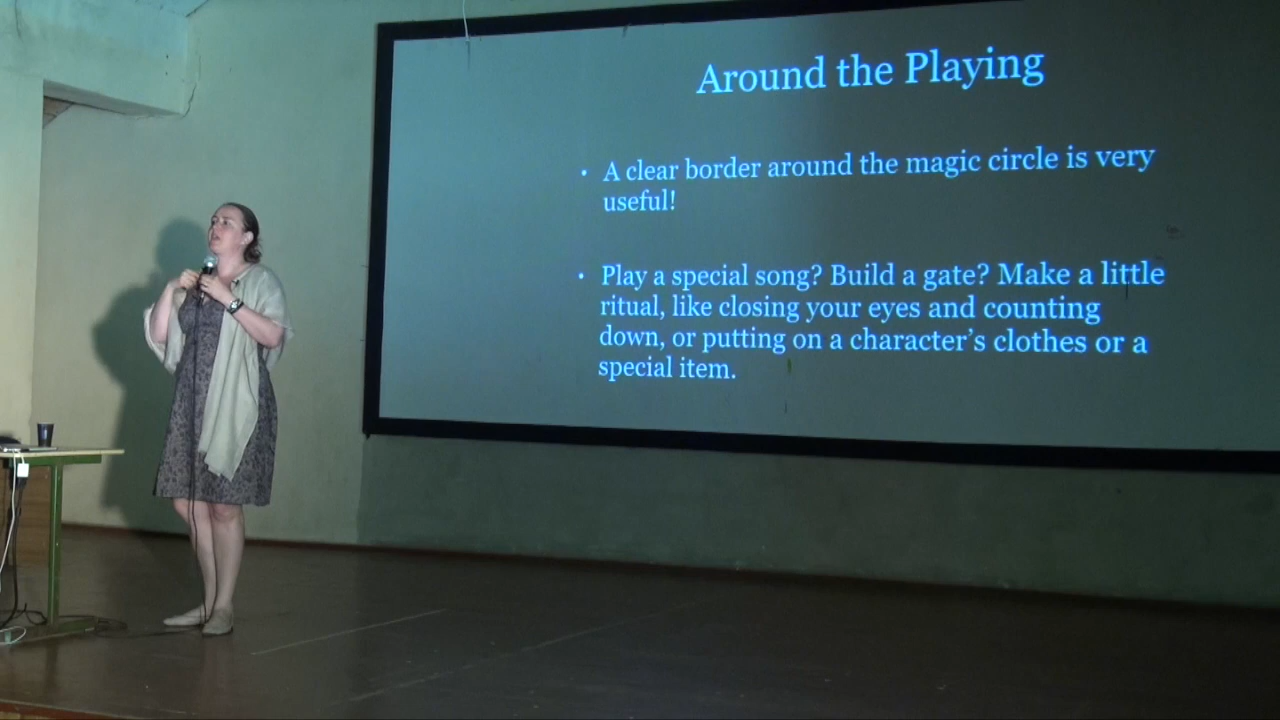 Around the Playing
• A clear border around the magic circle is very
useful!
• Play a special song? Build a gate? Make a little
ritual, like closing your eyes and counting
down, or putting on a character's clothes or a
special item.